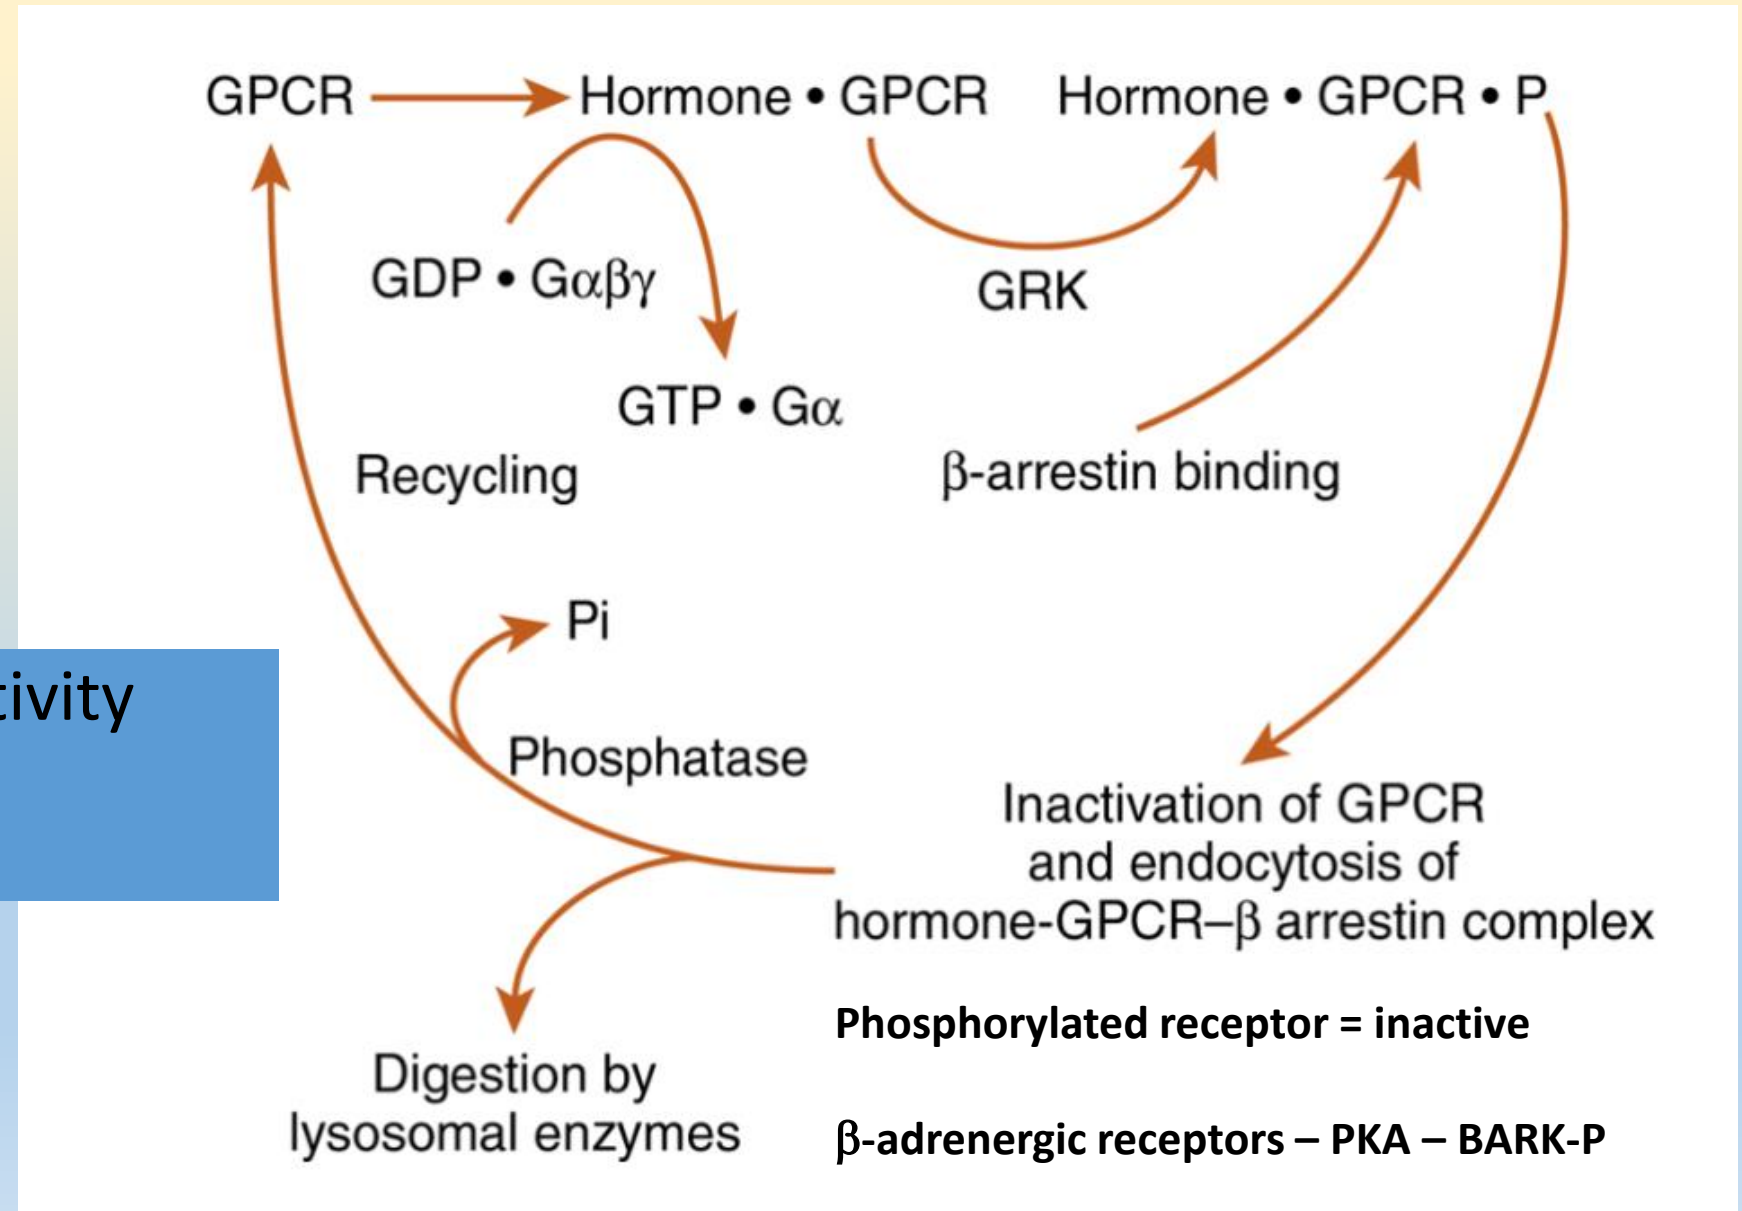 GPCR Hormone • GPCR Hormone • GPCR • P
GDP • Gαβγ
GRK
GTP • Gα
Recycling
β-arrestin binding
Pi
Phosphatase
Inactivation of GPCR
and endocytosis of
hormone-GPCR–β arrestin complex
Digestion by
lysosomal enzymes
Phosphorylated receptor = inactive
β-adrenergic receptors – PKA – BARK-P